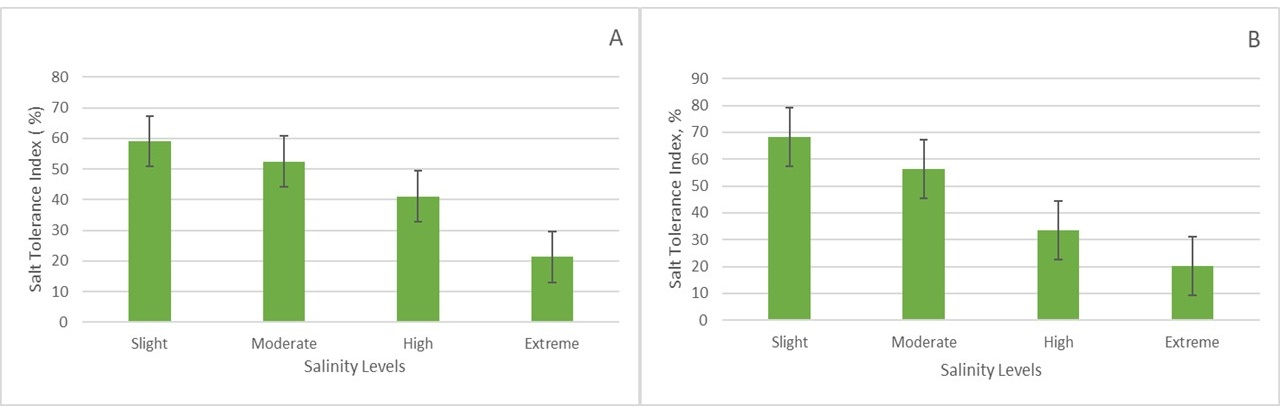 A
Salt Tolerance Index ( %)
80
70
60
50
40
30
20
10
0
Slight Moderate High Extreme
Salinity Levels
B
Salt Tolerance Index, %
90
80
70
60
50
40
30
20
10
0
Slight Moderate High Extreme
Salinity Levels